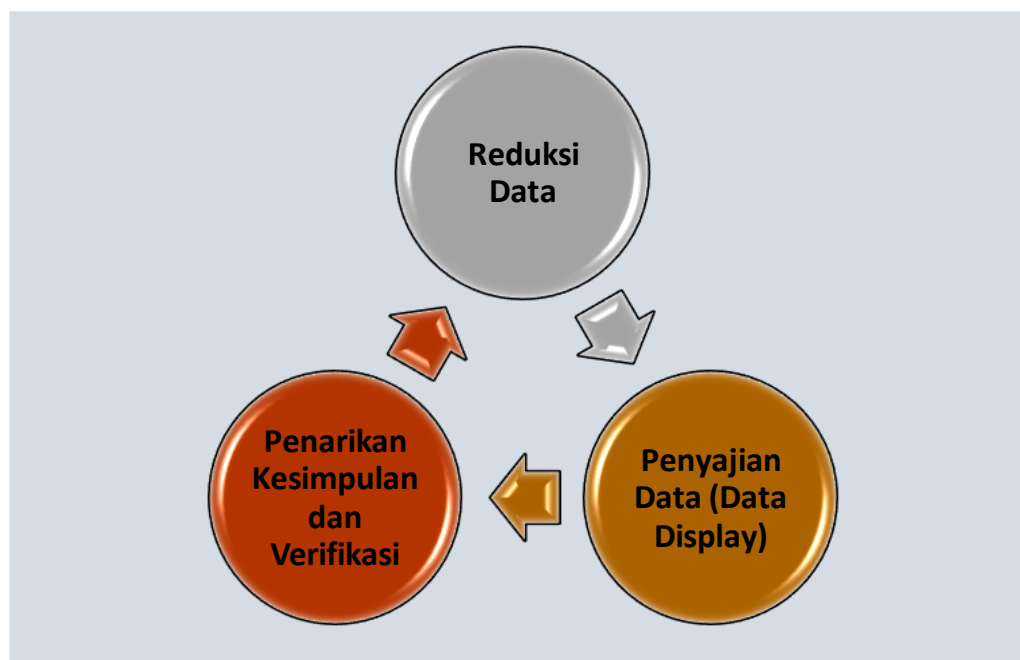 Reduksi
Data
Penyajian
Data (Data
Display)
Penarikan
Kesimpulan
dan
Verifikasi